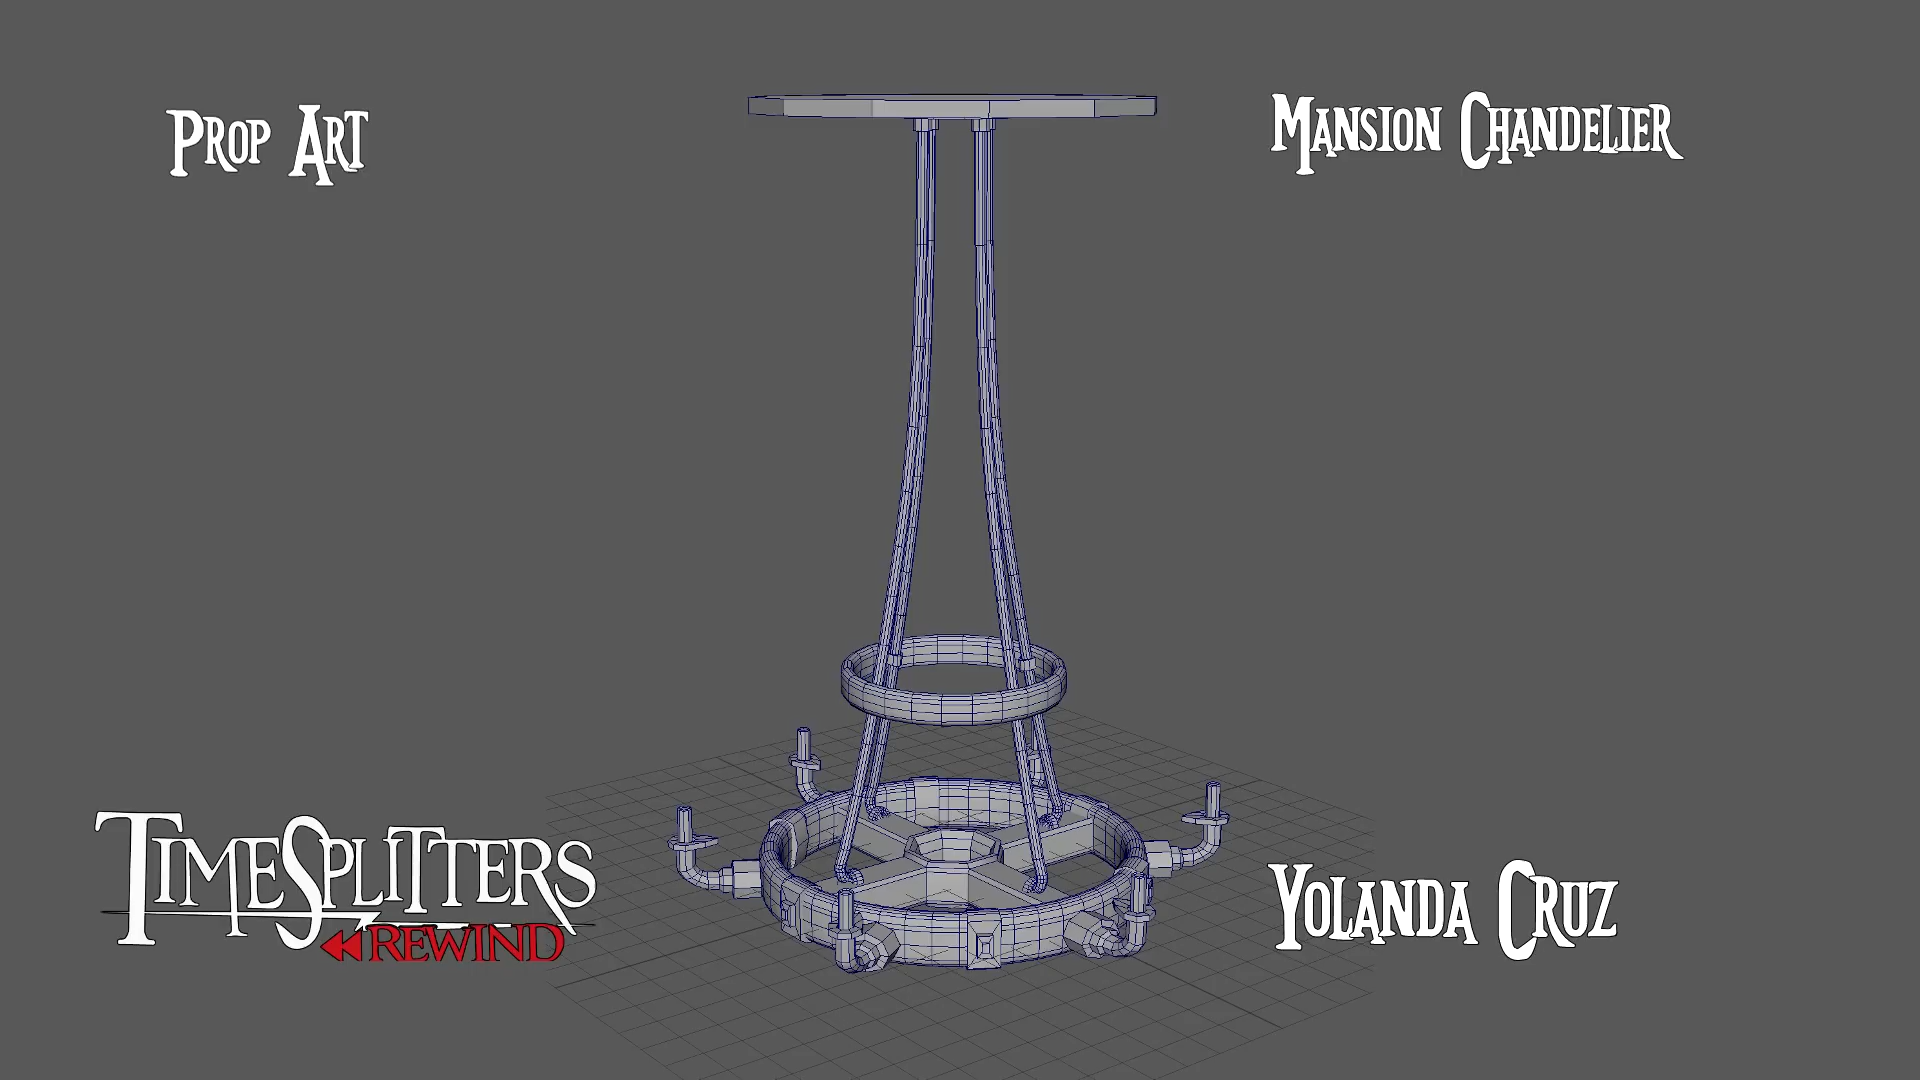 Prop Art
Mansion Chandelier
TimeSplitters
Rewind
Yolanda Cruz